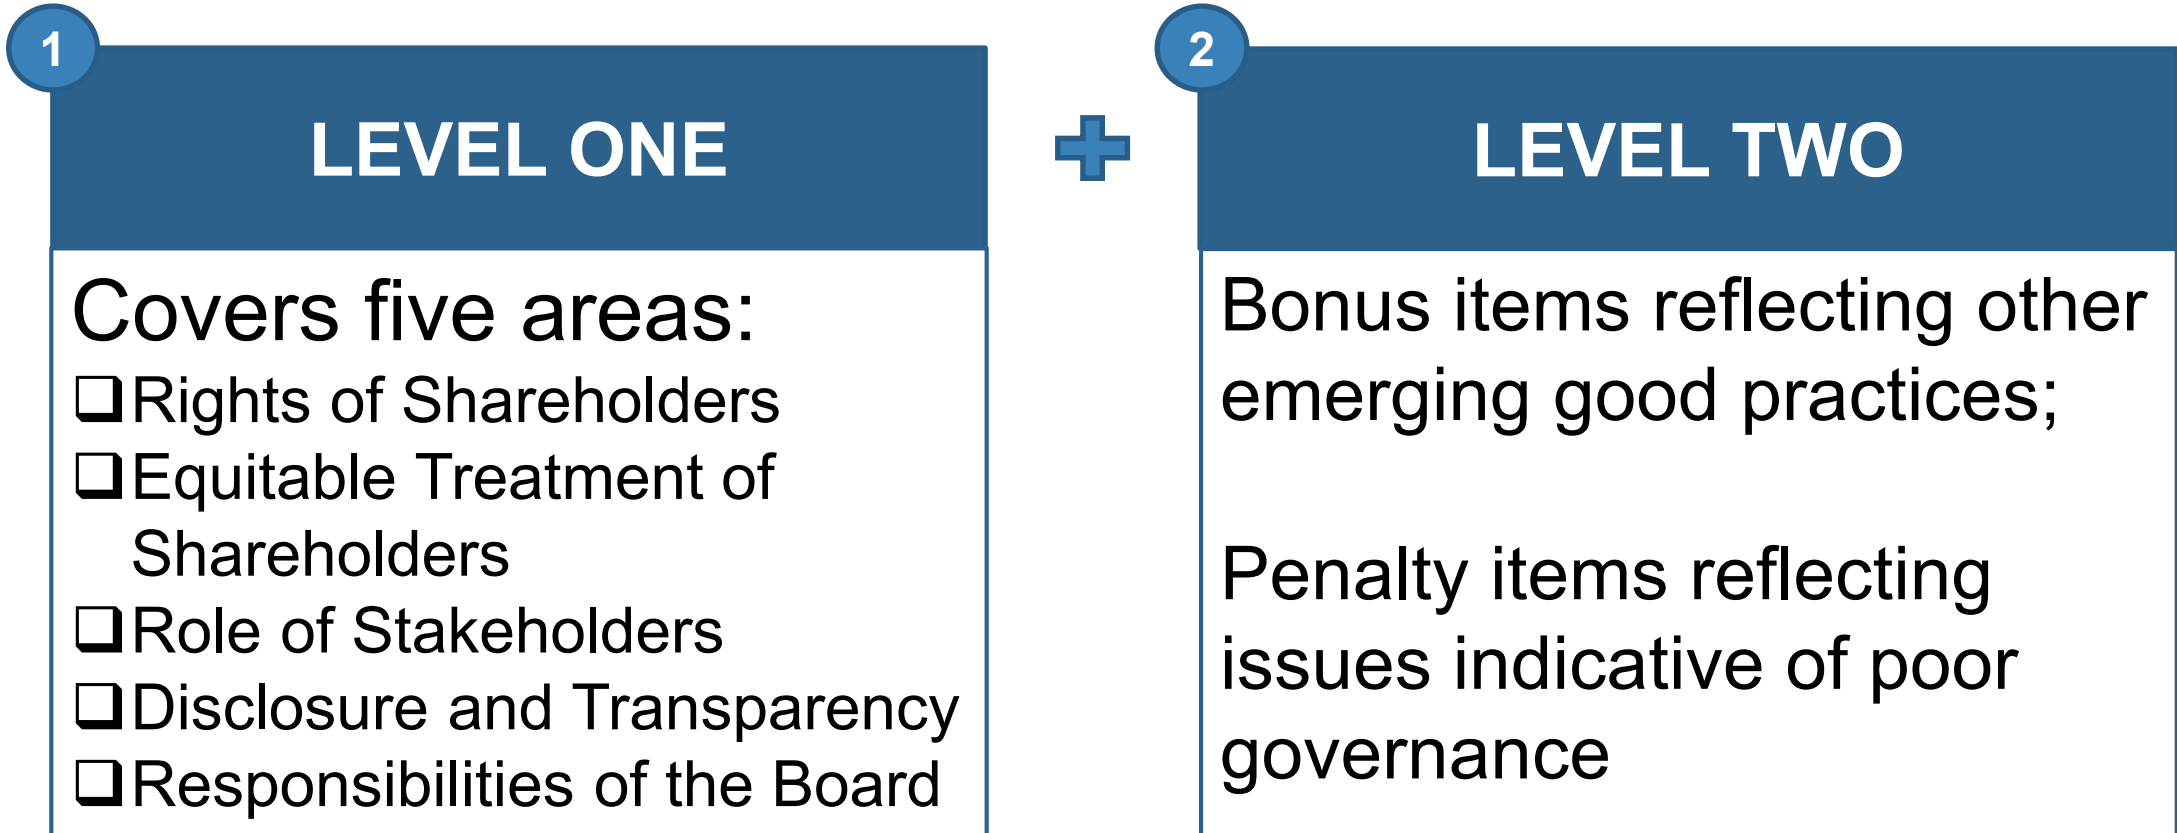 1
LEVEL ONE
Covers five areas:
❑Rights of Shareholders
❑Equitable Treatment of
Shareholders
❑Role of Stakeholders
❑Disclosure and Transparency
❑Responsibilities of the Board
2
LEVEL TWO
Bonus items reflecting other
emerging good practices;
Penalty items reflecting
issues indicative of poor
governance